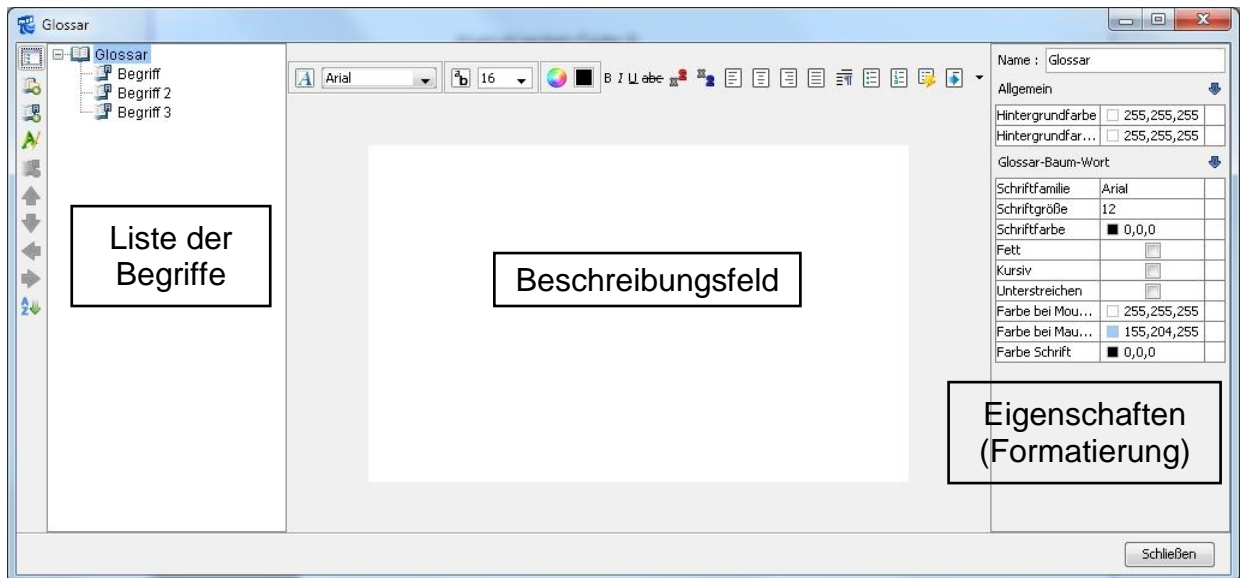 Glossar
Glossar
Begriff
Begriff 2
Begriff 3
Liste der
Begriffe
Arial
16
B I U abc
Beschreibungsfeld
Name : Glossar
Allgemein
Hintergrundfarbe 255,255,255
Hintergrundfar... 255,255,255
Glossar-Baum-Wort
Schriftfamilie Arial
Schriftgröße 12
Schriftfarbe 0,0,0
Fett
Kursiv
Unterstreichen
Farbe bei Mou... 255,255,255
Farbe bei Mau... 155,204,255
Farbe Schrift 0,0,0
Eigenschaften
(Formatierung)
Schließen